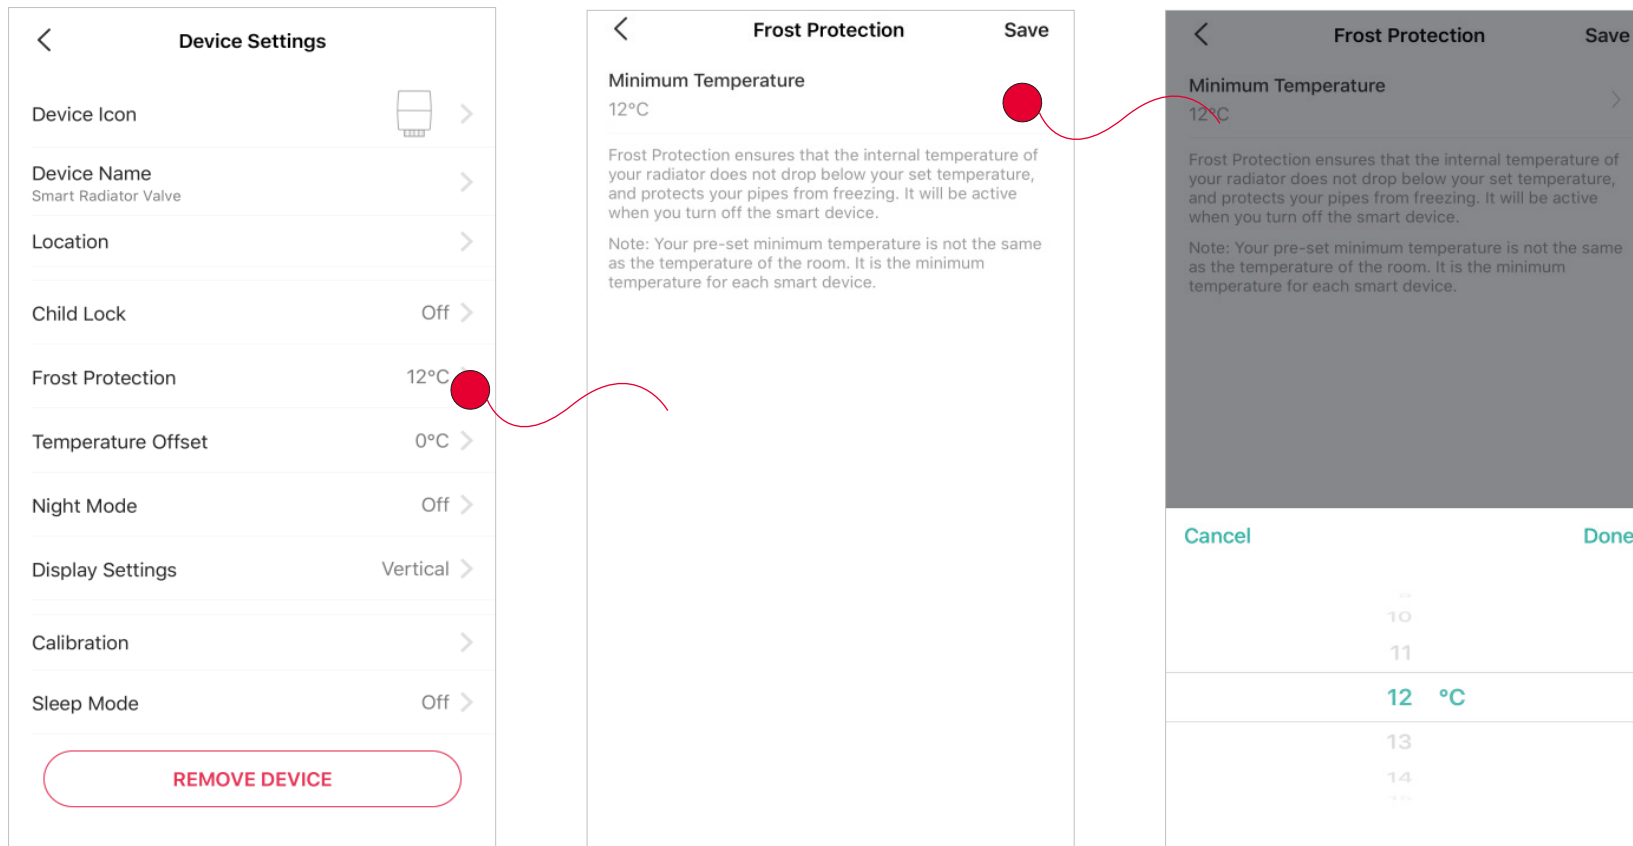 Device Settings
Device Icon
Device Name
Smart Radiator Valve
Location
Child Lock Off
Frost Protection 12°C
Temperature Offset 0°C
Night Mode Off
Display Settings Vertical
Calibration
Sleep Mode Off
REMOVE DEVICE
Frost Protection Save
Minimum Temperature
12°C
Frost Protection ensures that the internal temperature of
your radiator does not drop below your set temperature,
and protects your pipes from freezing. It will be active
when you turn off the smart device.
Note: Your pre-set minimum temperature is not the same
as the temperature of the room. It is the minimum
temperature for each smart device.
Frost Protection Save
Minimum Temperature
12°C
Frost Protection ensures that the internal temperature of
your radiator does not drop below your set temperature,
and protects your pipes from freezing. It will be active
when you turn off the smart device.
Note: Your pre-set minimum temperature is not the same
as the temperature of the room. It is the minimum
temperature for each smart device.
Cancel Done
10
11
12 °C
13
14